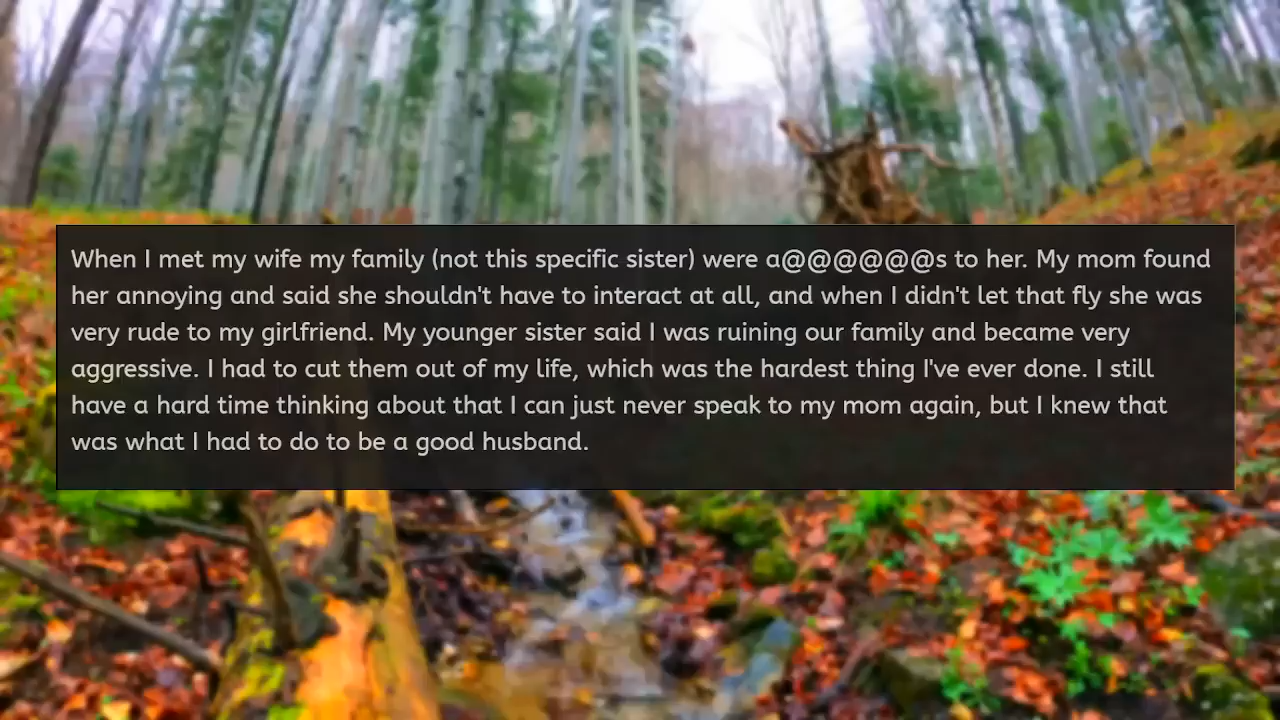 When I met my wife my family (not this specific sister) were a@@@@@@s to her. My mom found
her annoying and said she shouldn't have to interact at all, and when I didn't let that fly she was
very rude to my girlfriend. My younger sister said I was ruining our family and became very
aggressive. I had to cut them out of my life, which was the hardest thing I've ever done. I still
have a hard time thinking about that I can just never speak to my mom again, but I knew that
was what I had to do to be a good husband.